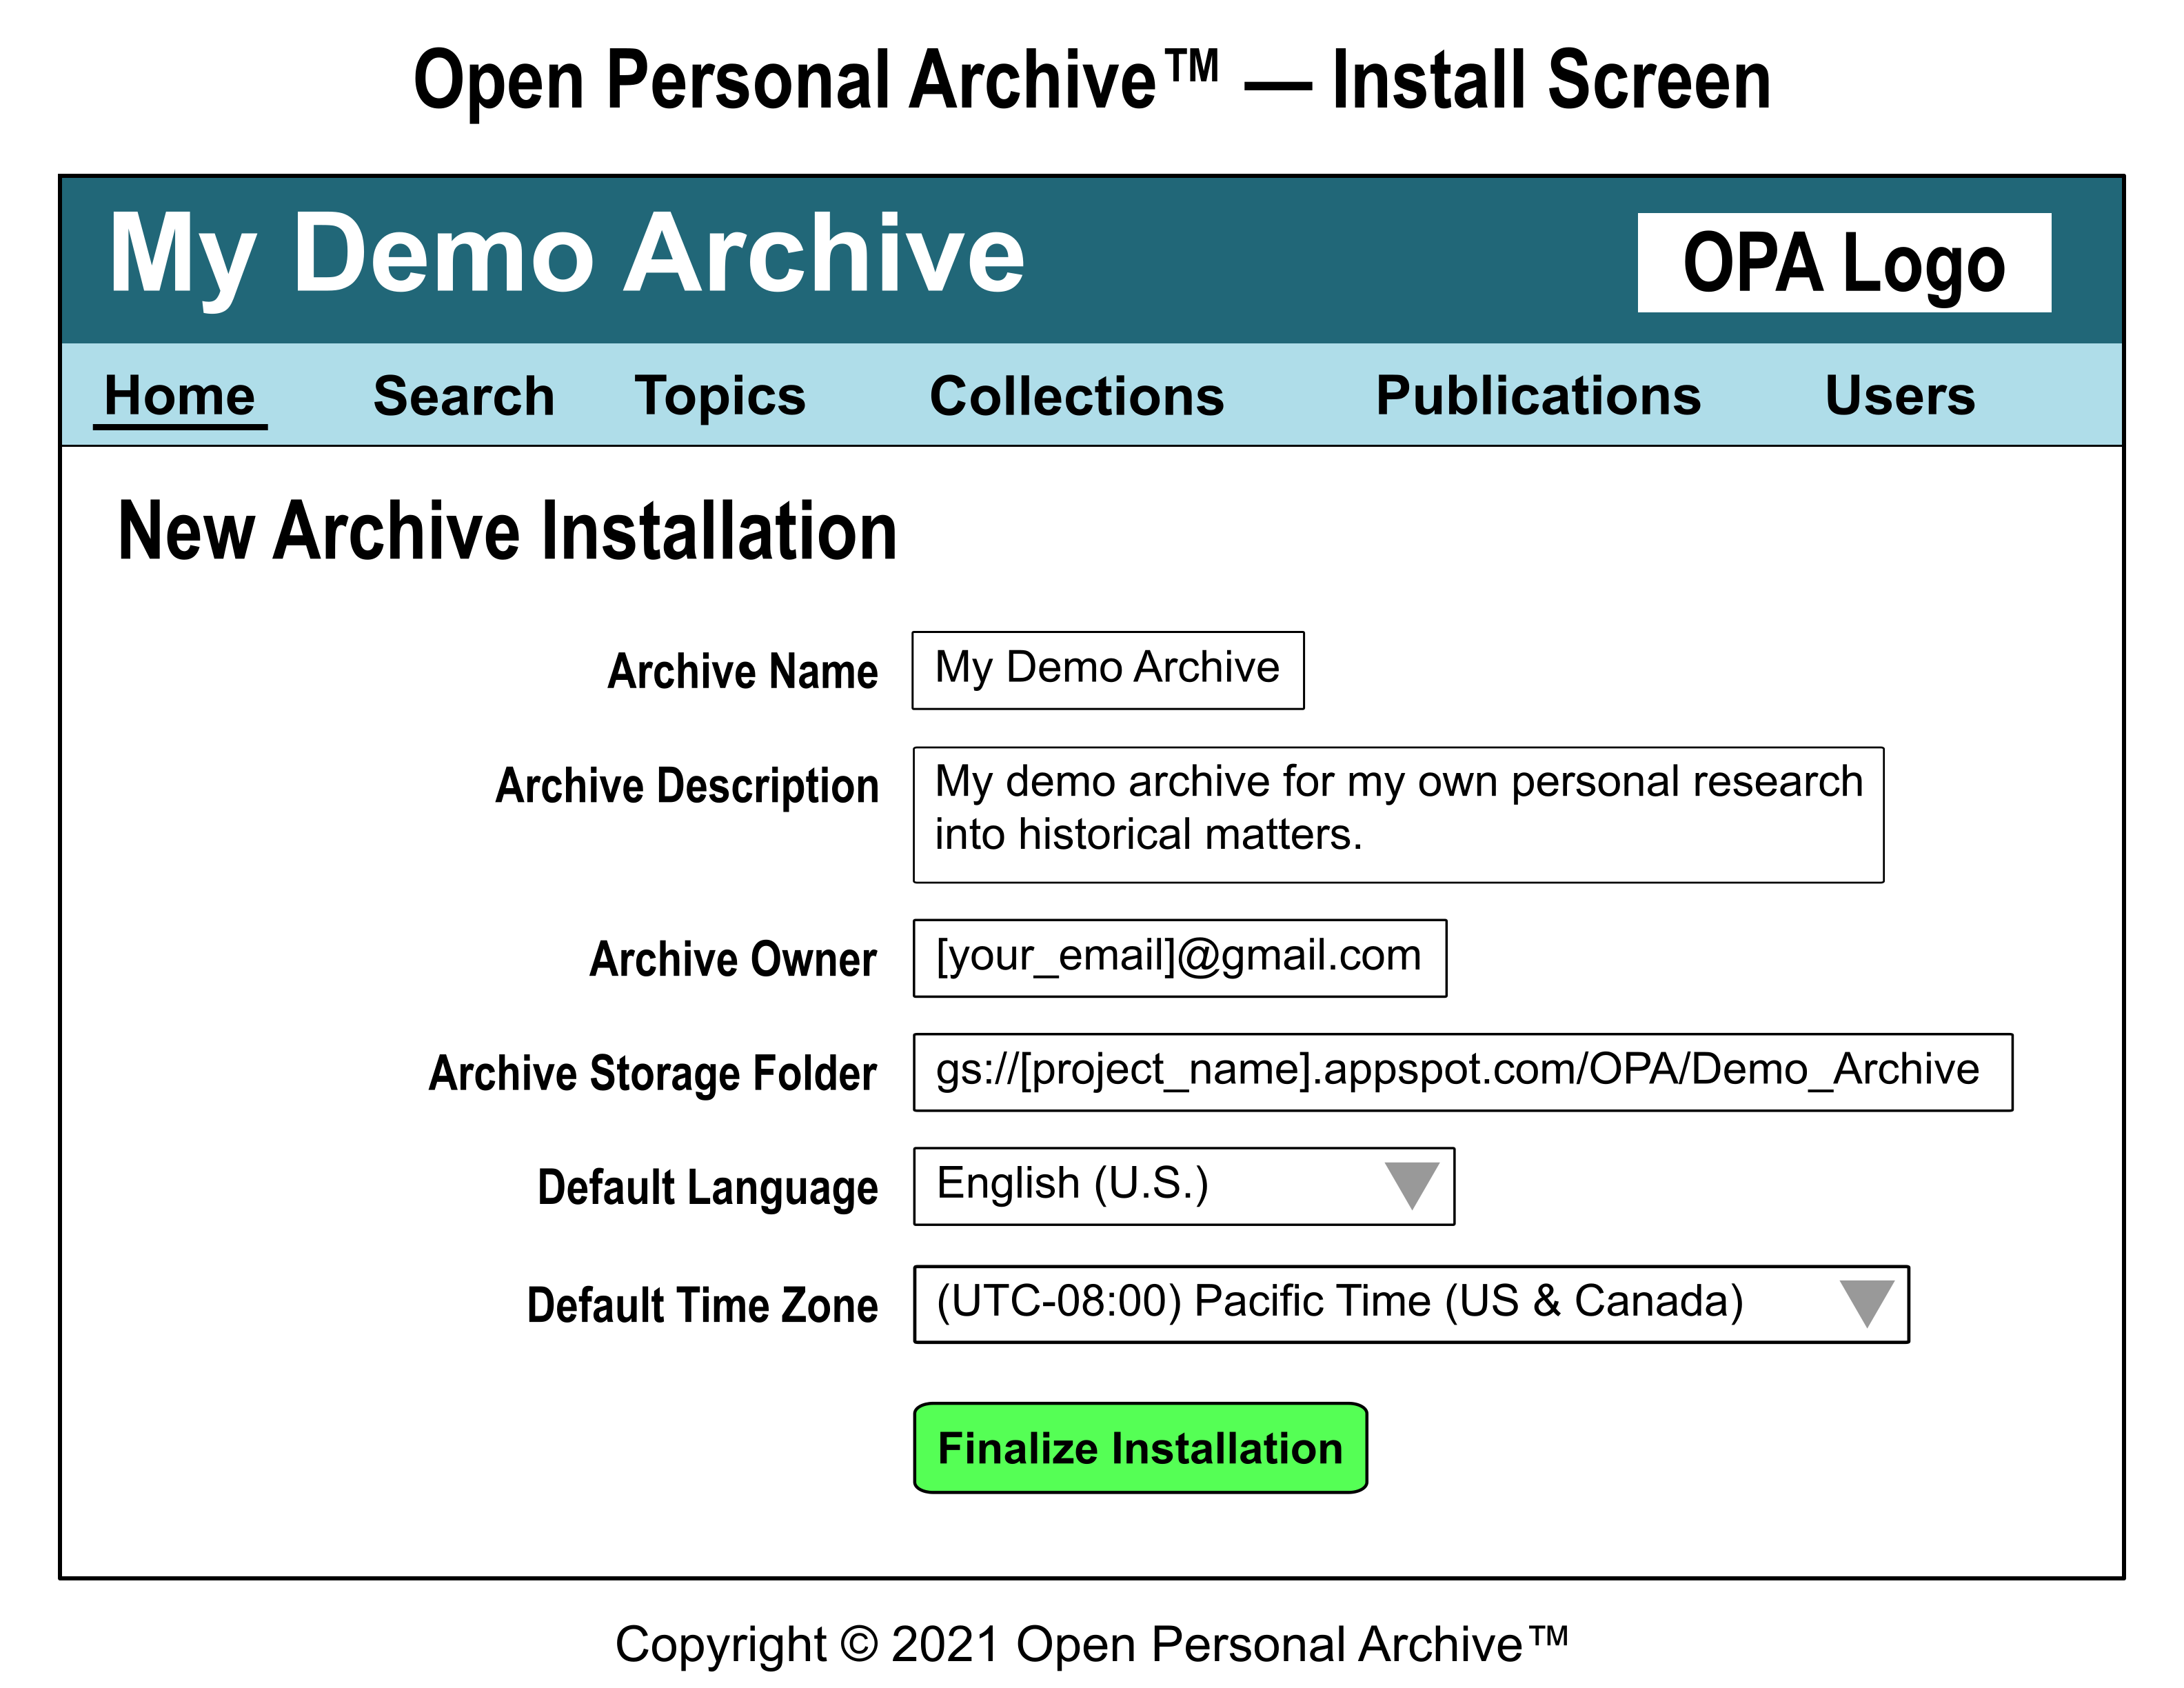 Open Personal Archive™ — Install Screen
My Demo Archive
OPA Logo
Home Search Topics Collections Publications Users
New Archive Installation
Archive Name My Demo Archive
Archive Description My demo archive for my own personal research
into historical matters.
Archive Owner [your_email]@gmail.com
Archive Storage Folder gs://[project_name].appspot.com/OPA/Demo_Archive
Default Language English (U.S.)
Default Time Zone (UTC-08:00) Pacific Time (US & Canada)
Finalize Installation
Copyright © 2021 Open Personal Archive™